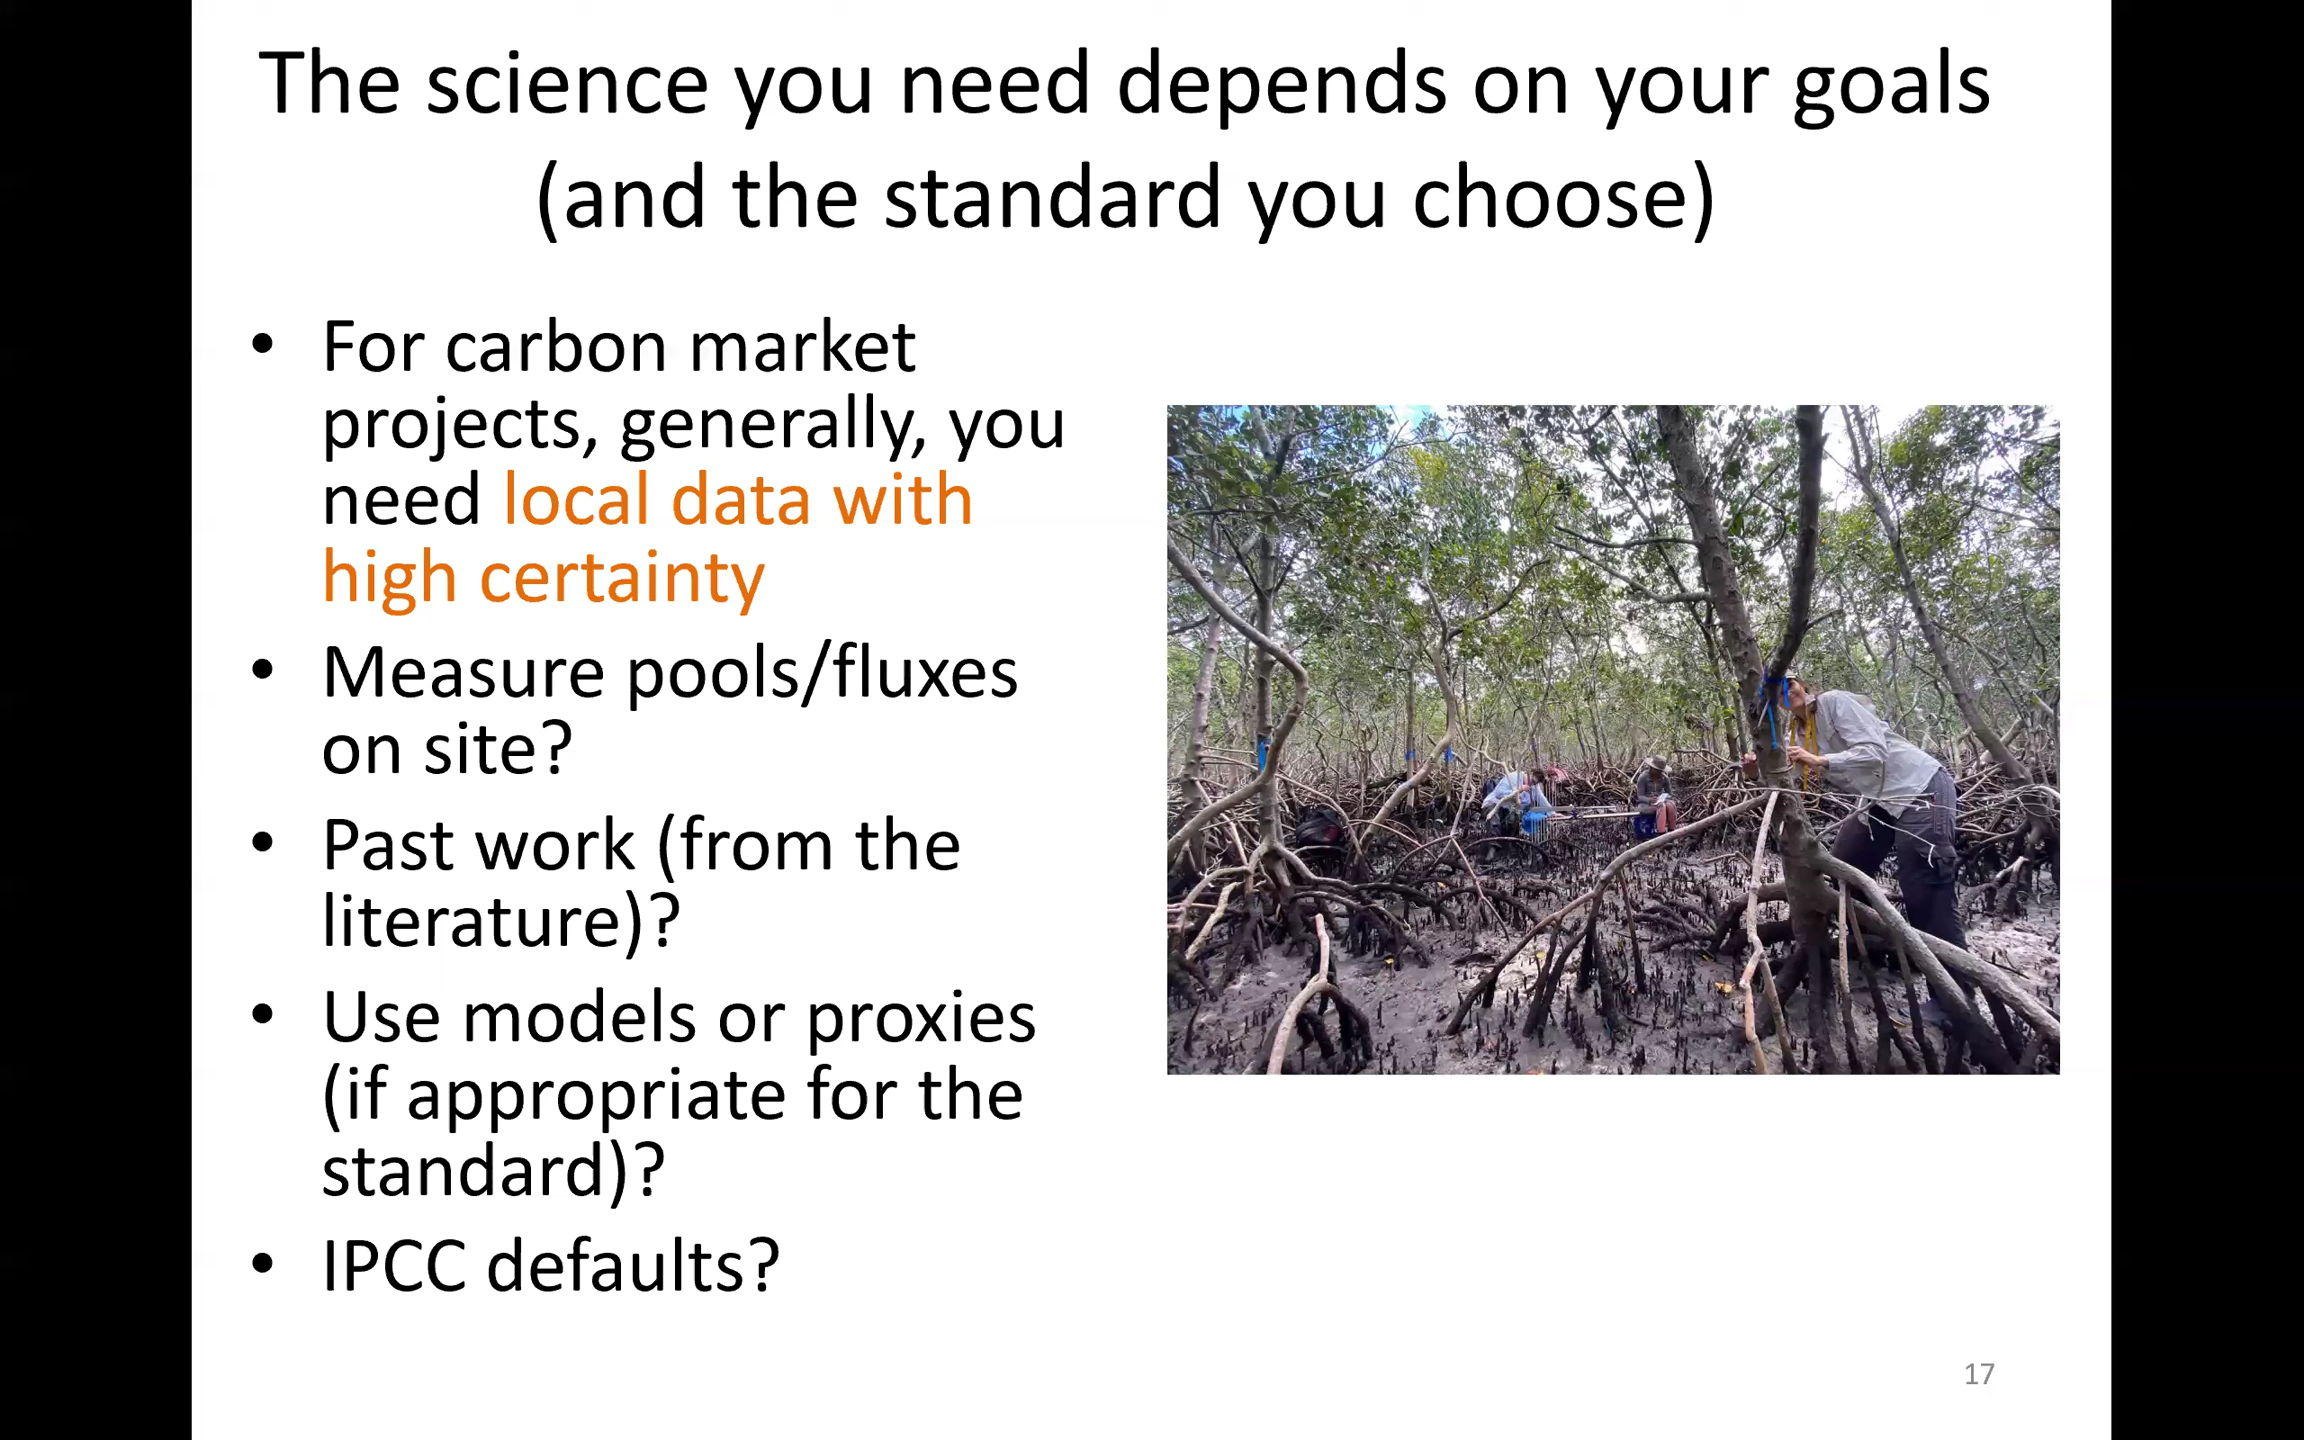 The science you need depends on your goals
(and the standard you choose)
• For carbon market
projects, generally, you
need local data with
high certainty
• Measure pools/fluxes
on site?
• Past work (from the
literature)?
• Use models or proxies
(if appropriate for the
standard)?
• IPCC defaults?
17